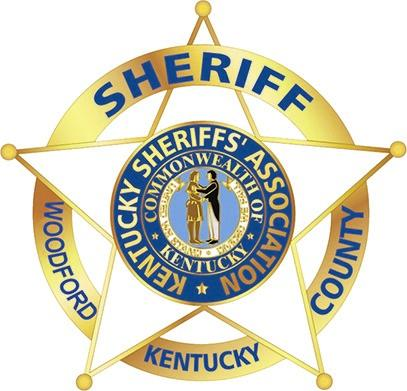 SHERIFF
KENTUCKY SHERIFFS' ASSOCIATION
COMMONWEALTH OF
KENTUCKY
WOODFORD
KENTUCKY
COUNTY